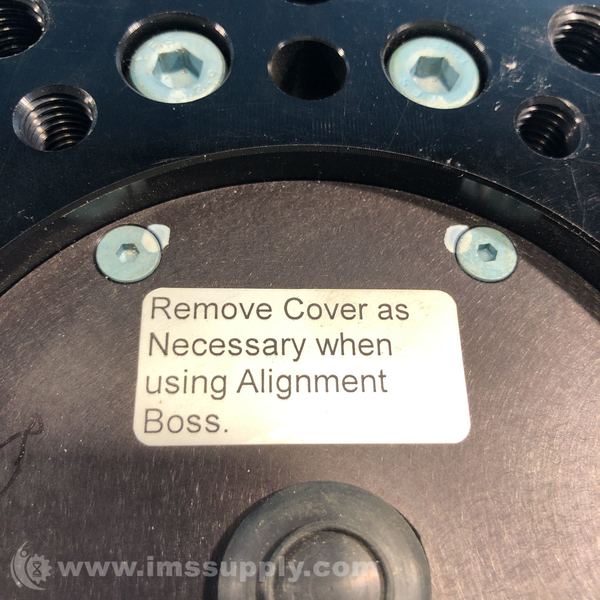 Remove Cover as
Necessary when
using Alignment
Boss.
www.imssupply.com